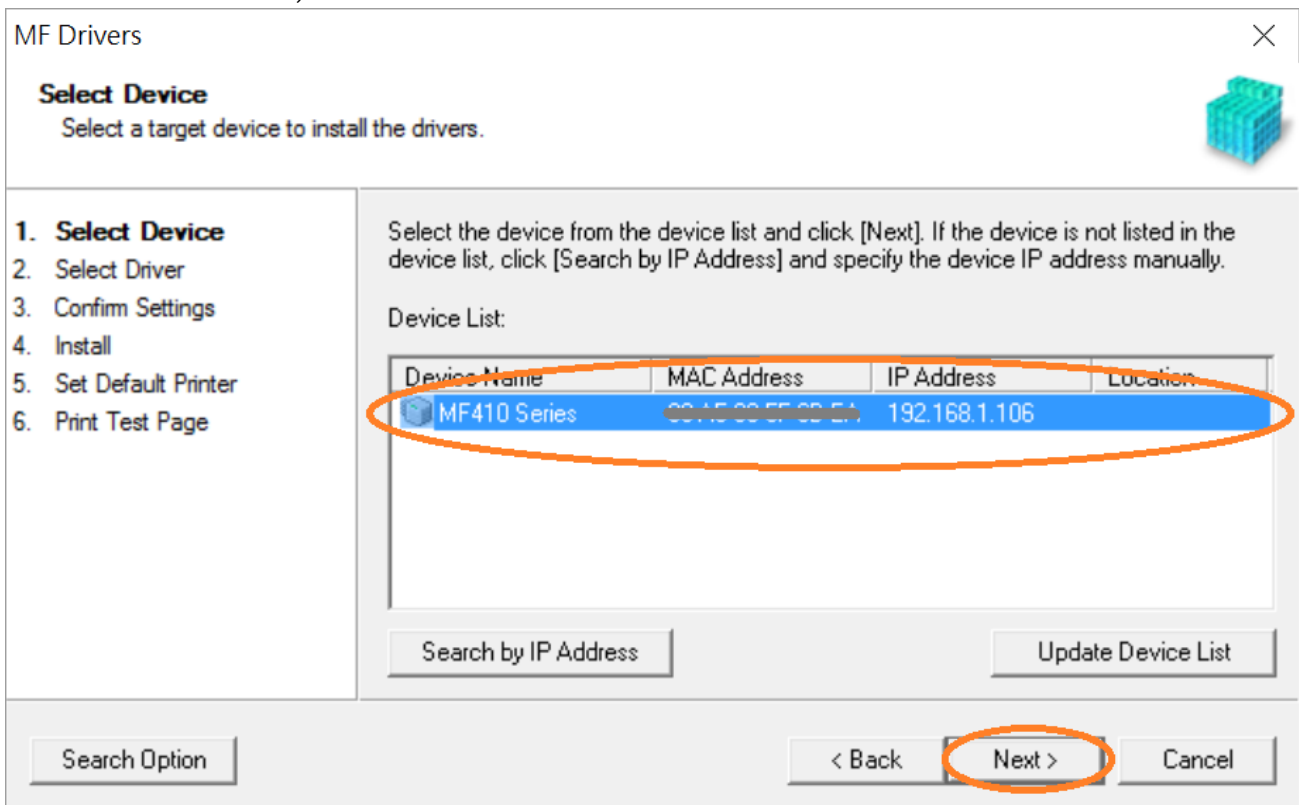 MF Drivers
Select Device
Select a target device to install the drivers.
1. Select Device
2. Select Driver
3. Confirm Settings
4. Install
5. Set Default Printer
6. Print Test Page
Select the device from the device list and click [Next]. If the device is not listed in the
device list, click [Search by IP Address] and specify the device IP address manually.
Device List:
Device Name MAC Address IP Address Location
MF410 Series 192.168.1.106
Search by IP Address Update Device List
Search Option < Back Next > Cancel